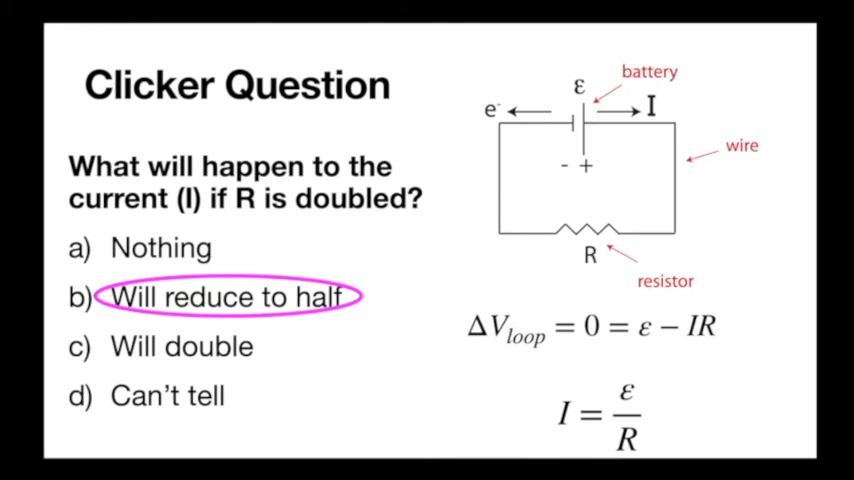 Clicker Question
What will happen to the
current (I) if R is doubled?
a) Nothing
b) Will reduce to half
c) Will double
d) Can't tell
battery
ε
e⁻
I
wire
- +
R
resistor
ΔV_loop = 0 = ε − IR
I = ε/R